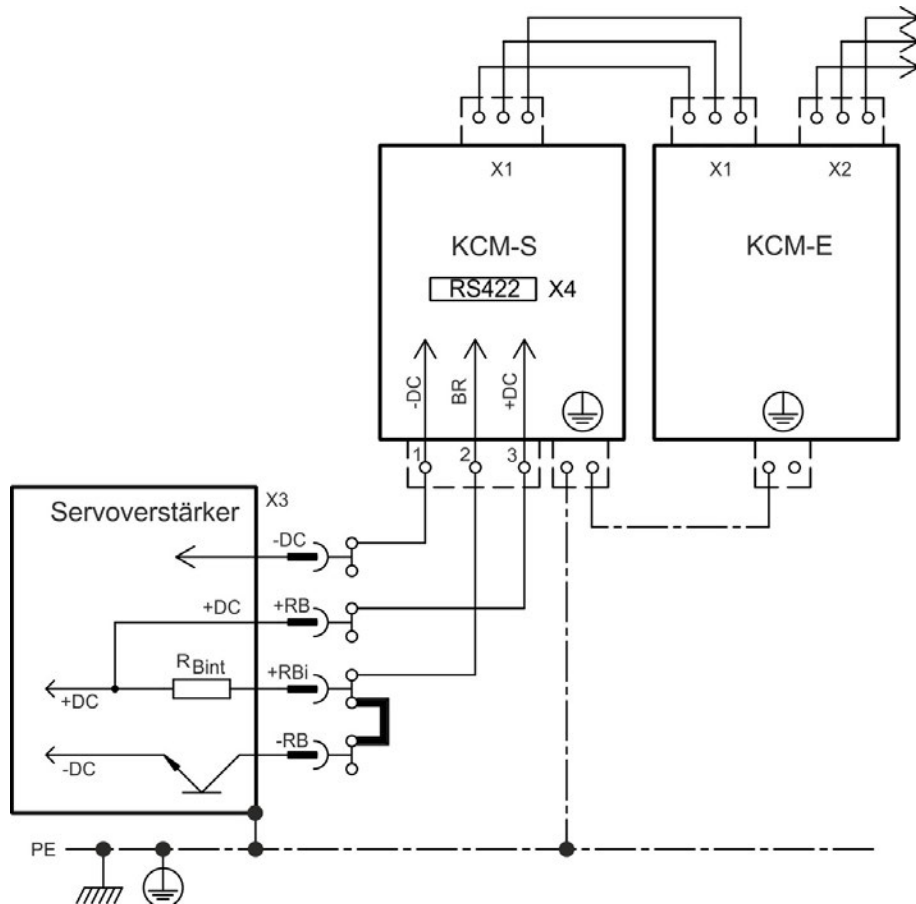 X1
X1
X2
KCM-S
KCM-E
RS422
X4
-DC
BR
+DC
1
2
3
X3
Servoverstärker
-DC
+DC
+RB
RBint
+RBi
+DC
-RB
-DC
PE